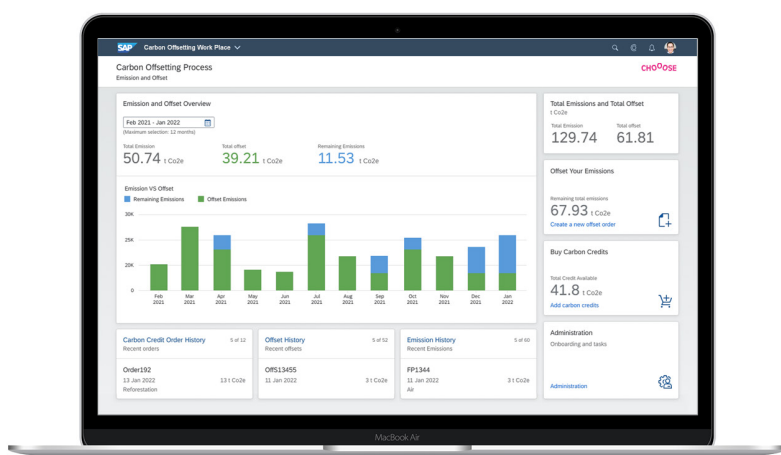 SAP Carbon Offsetting Work Place
Carbon Offsetting Process
Emission and Offset
CHOOOSE
Emission and Offset Overview
Feb 2021 - Jan 2022
(Maximum selection: 12 months)
Total Emission Total offset Remaining Emissions
50.74 t Co2e 39.21 t Co2e 11.53 t Co2e
Emission VS Offset
Remaining Emissions Offset Emissions
30K
25K
20K
0
Feb Mar Apr May Jun Jul Aug Sep Oct Nov Dec Jan
2021 2021 2021 2021 2021 2021 2021 2021 2021 2021 2021 2022
Carbon Credit Order History 5 of 12
Recent orders
Order192
13 Jan 2022 13 t Co2e
Reforestation
Offset History 5 of 52
Recent offsets
OffS13455
11 Jan 2022 3 t Co2e
Emission History 5 of 60
Recent Emissions
FP1344
11 Jan 2022 3 t Co2e
Air
Total Emissions and Total Offset
t Co2e
Total Emission Total offset
129.74 61.81
Offset Your Emissions
Remaining total emissions
67.93 t Co2e
Create a new offset order
Buy Carbon Credits
Total Credit Available
41.8 t Co2e
Add carbon credits
Administration
Onboarding and tasks
Administration
MacBook Air